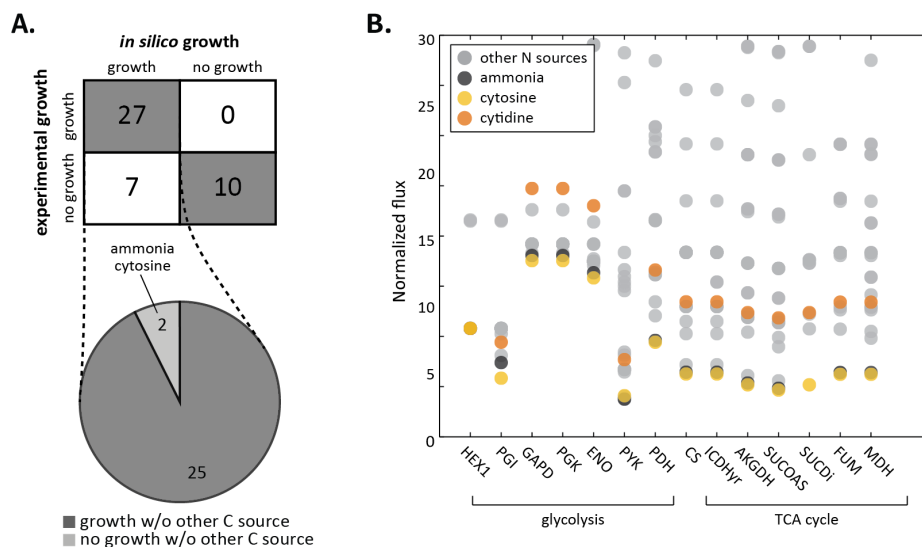 A.
in silico growth
growth
no growth
experimental growth
growth
no growth
27
0
7
10
ammonia
cytosine
2
25
growth w/o other C source
no growth w/o other C source
B.
Normalized flux
30
25
20
15
10
5
0
other N sources
ammonia
cytosine
cytidine
HEX1
PGI
GAPD
PGK
ENO
PYK
PDH
CS
ICDHyr
AKGDH
SUCOAS
SUCDi
FUM
MDH
glycolysis
TCA cycle